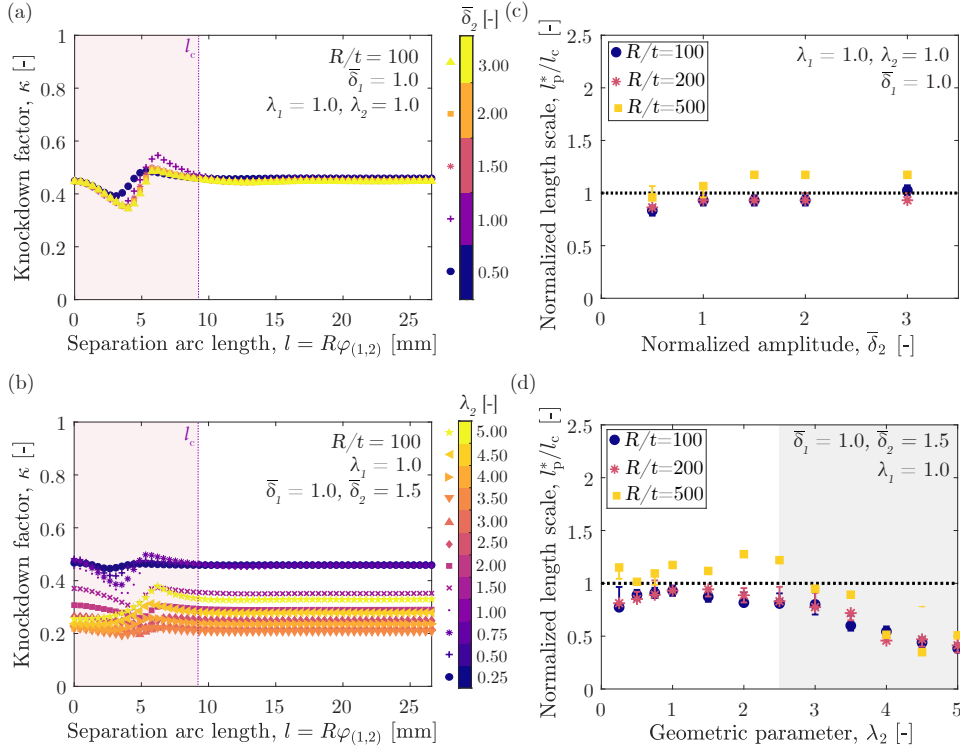 (a)
Knockdown factor, κ [-]
1
0.8
0.6
0.4
0.2
0
l_c
R/t = 100
δ̅_1 = 1.0
λ_1 = 1.0, λ_2 = 1.0
0 5 10 15 20 25
Separation arc length, l = Rφ_(1,2) [mm]
δ̅_2 [-]
3.00
2.00
1.50
1.00
0.50
(c)
Normalized length scale, l_p^*/l_c [-]
2.5
2
1.5
1
0.5
0
R/t=100
R/t=200
R/t=500
λ_1 = 1.0, λ_2 = 1.0
δ̅_1 = 1.0
0 1 2 3
Normalized amplitude, δ̅_2 [-]
(b)
Knockdown factor, κ [-]
1
0.8
0.6
0.4
0.2
0
l_c
R/t = 100
λ_1 = 1.0
δ̅_1 = 1.0, δ̅_2 = 1.5
0 5 10 15 20 25
Separation arc length, l = Rφ_(1,2) [mm]
λ_2 [-]
5.00
4.50
4.00
3.50
3.00
2.50
2.00
1.50
1.00
0.75
0.50
0.25
(d)
Normalized length scale, l_p^*/l_c [-]
2.5
2
1.5
1
0.5
0
R/t=100
R/t=200
R/t=500
δ̅_1 = 1.0, δ̅_2 = 1.5
λ_1 = 1.0
0 1 2 3 4 5
Geometric parameter, λ_2 [-]